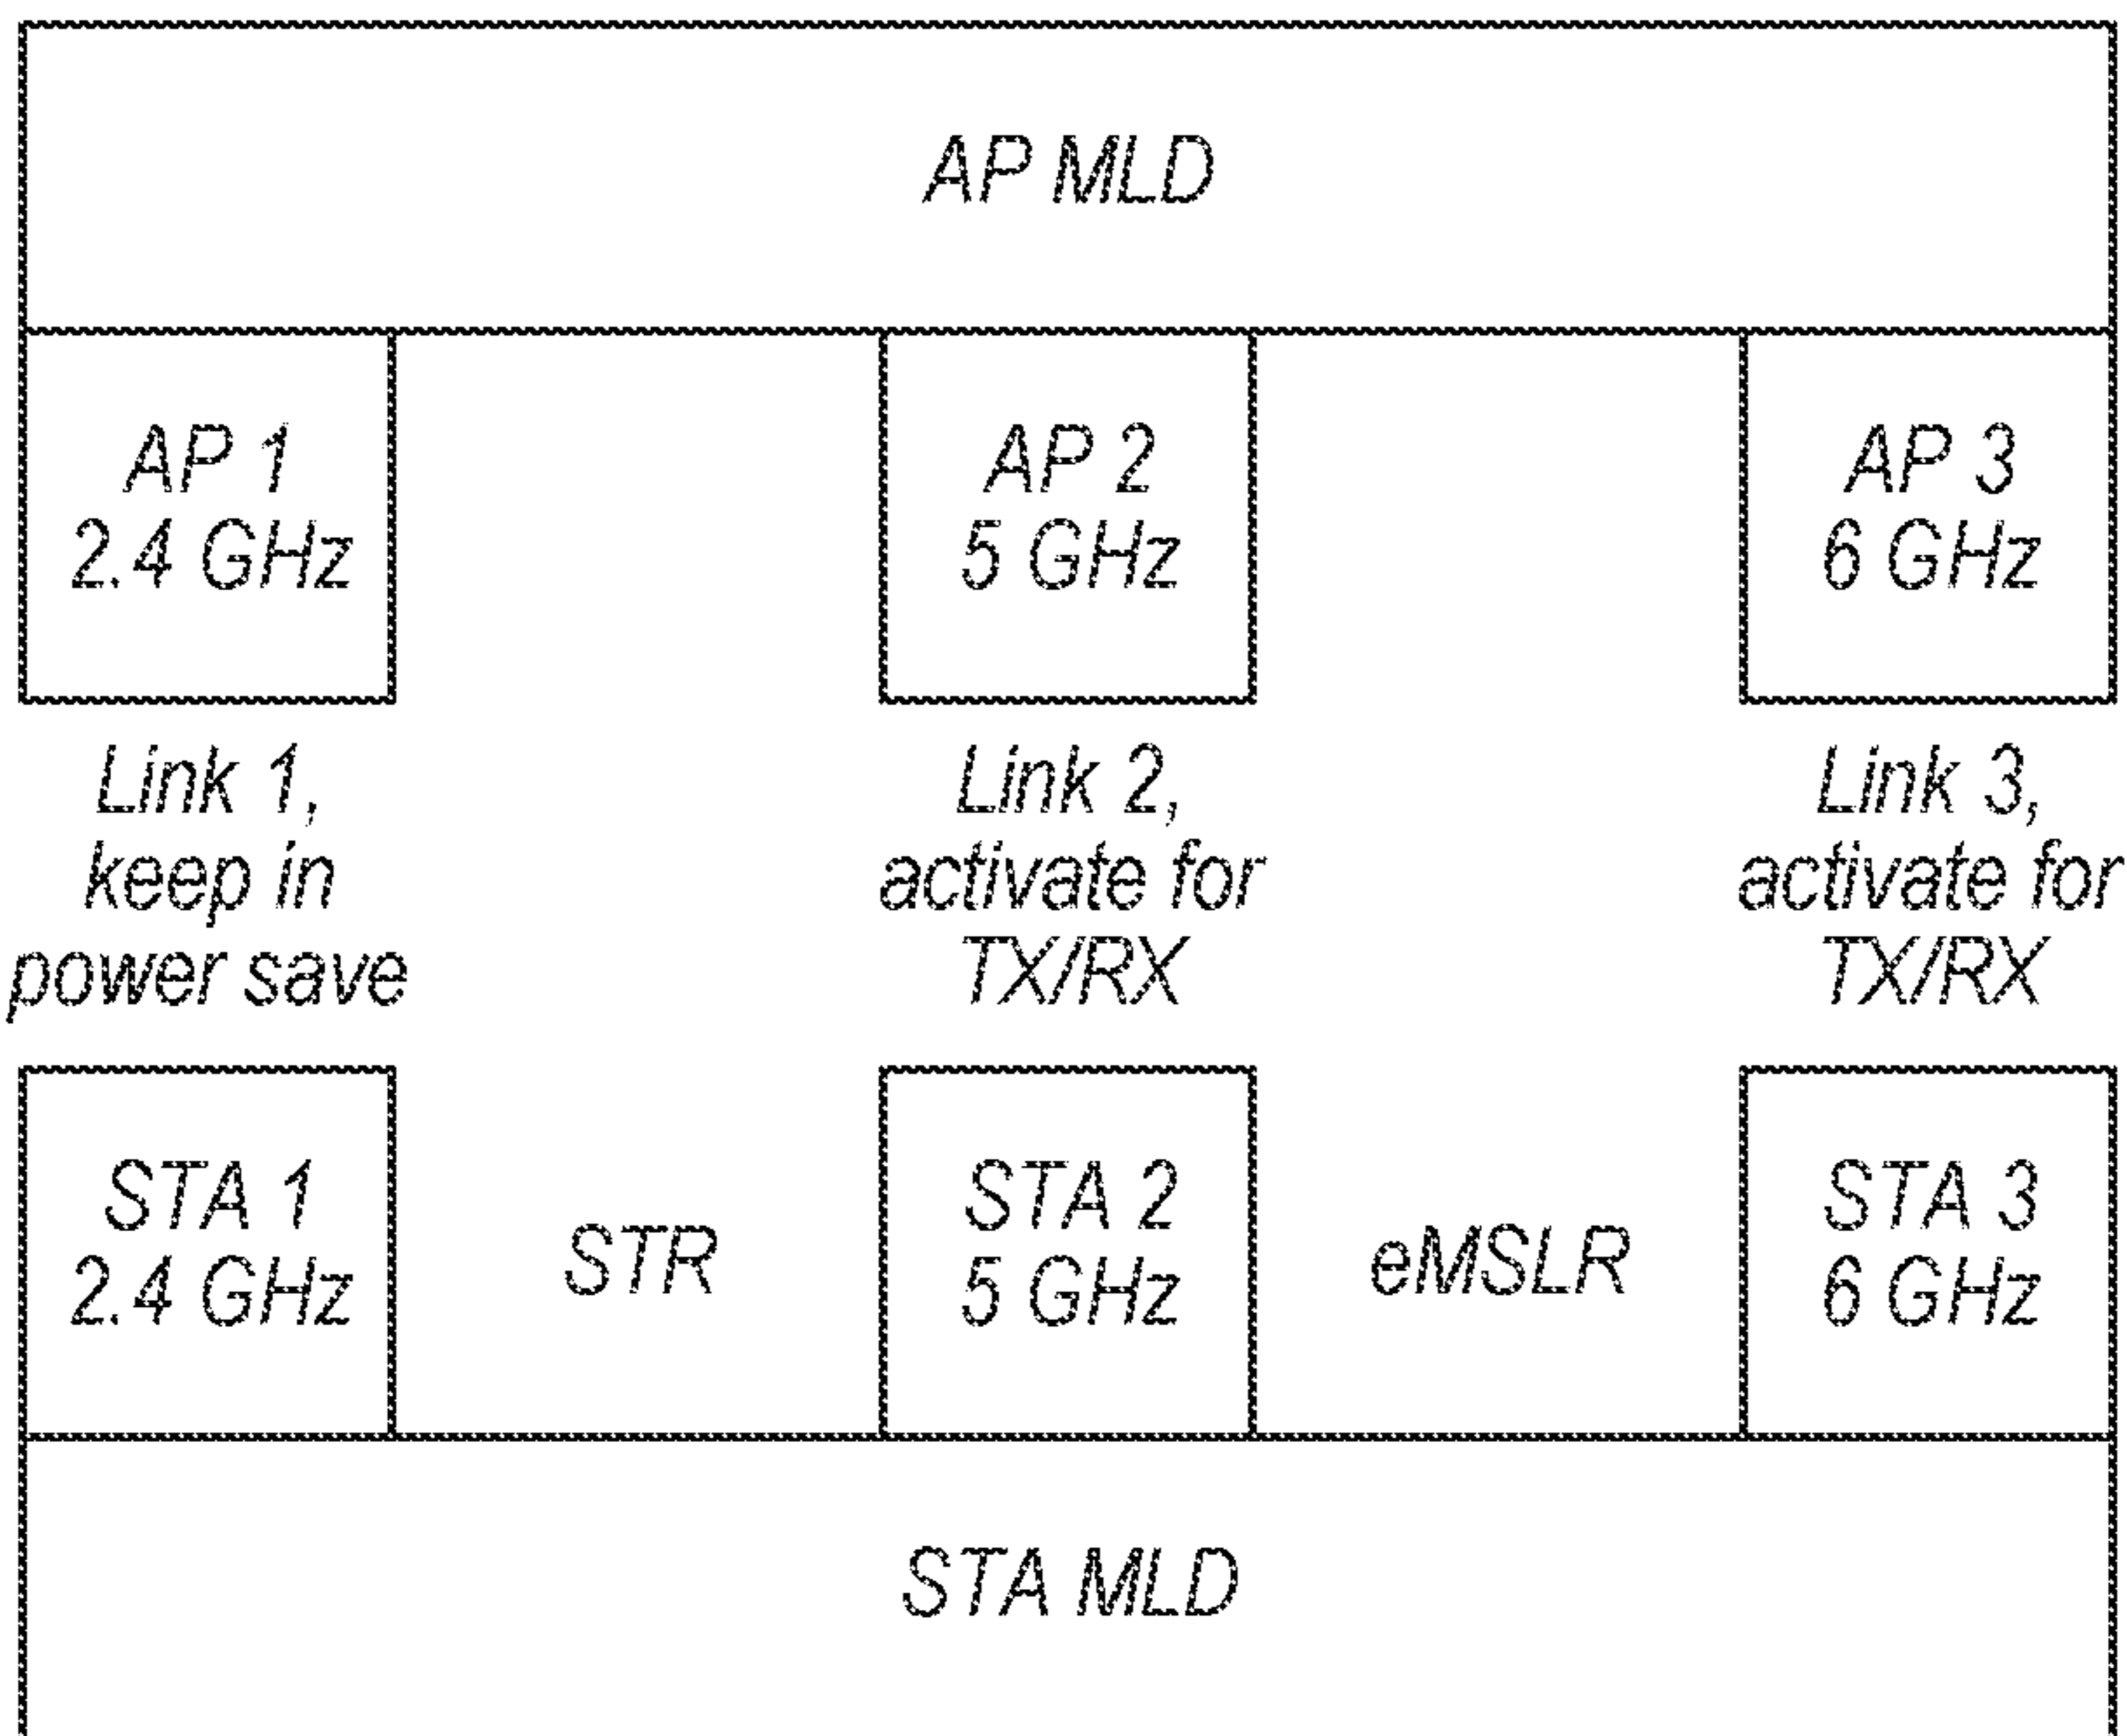 AP MLD
AP 1
2.4 GHz
AP 2
5 GHz
AP 3
6 GHz
Link 1,
keep in
power save
Link 2,
activate for
TX/RX
Link 3,
activate for
TX/RX
STA 1
2.4 GHz
STR
STA 2
5 GHz
eMSLR
STA 3
6 GHz
STA MLD